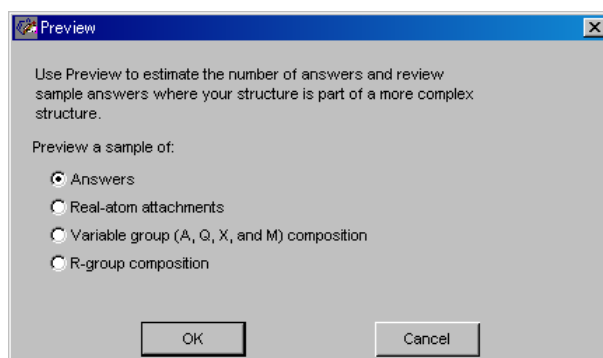 Preview
Use Preview to estimate the number of answers and review
sample answers where your structure is part of a more complex
structure.
Preview a sample of:
Answers
Real-atom attachments
Variable group (A, Q, X, and M) composition
R-group composition
OK
Cancel